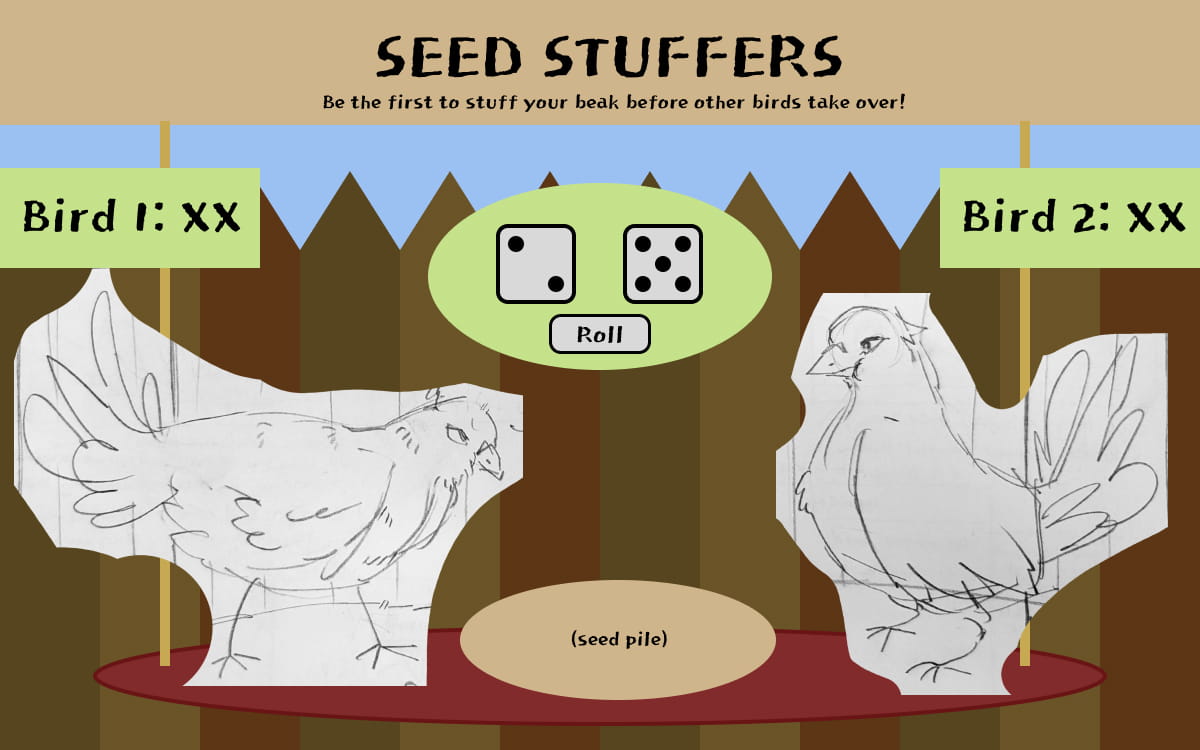 SEED STUFFERS
Be the first to stuff your beak before other birds take over!
Bird 1: XX
Bird 2: XX
Roll
(seed pile)